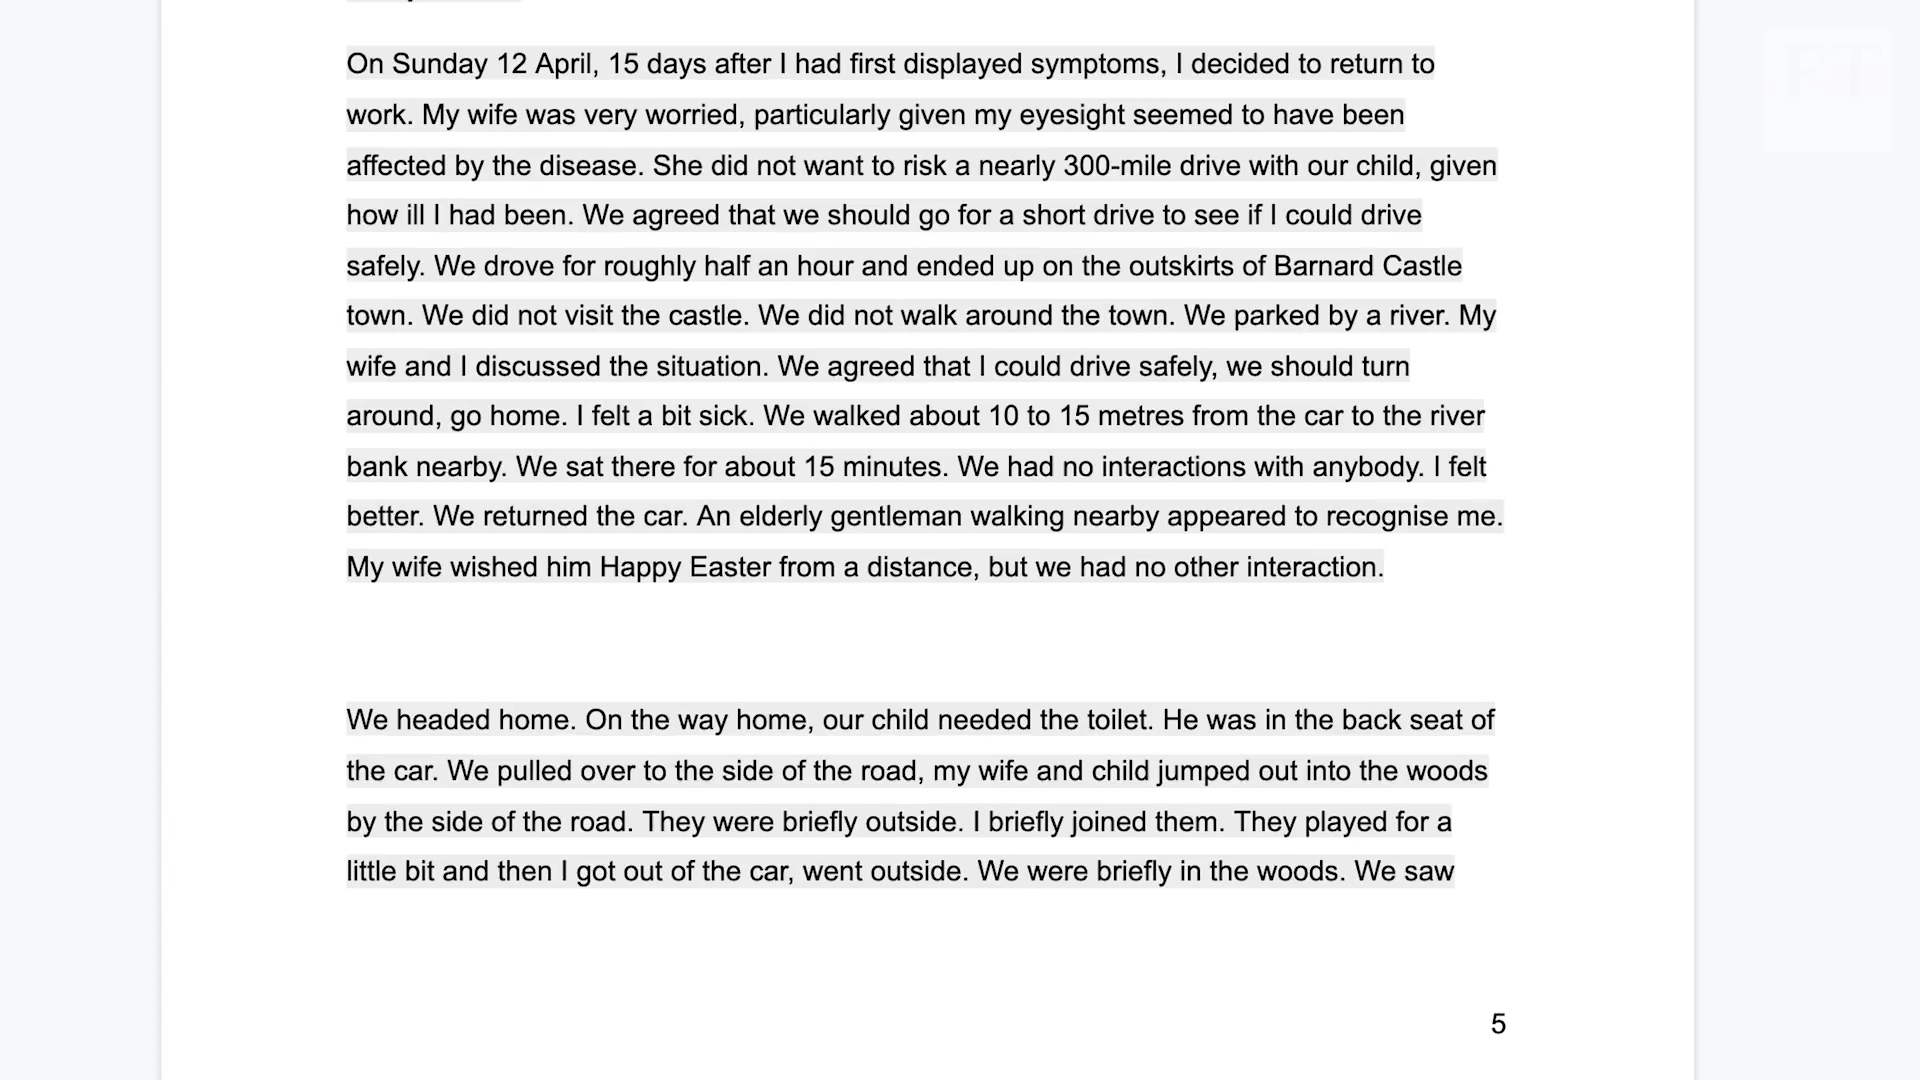 On Sunday 12 April, 15 days after I had first displayed symptoms, I decided to return to
work. My wife was very worried, particularly given my eyesight seemed to have been
affected by the disease. She did not want to risk a nearly 300-mile drive with our child, given
how ill I had been. We agreed that we should go for a short drive to see if I could drive
safely. We drove for roughly half an hour and ended up on the outskirts of Barnard Castle
town. We did not visit the castle. We did not walk around the town. We parked by a river. My
wife and I discussed the situation. We agreed that I could drive safely, we should turn
around, go home. I felt a bit sick. We walked about 10 to 15 metres from the car to the river
bank nearby. We sat there for about 15 minutes. We had no interactions with anybody. I felt
better. We returned the car. An elderly gentleman walking nearby appeared to recognise me.
My wife wished him Happy Easter from a distance, but we had no other interaction.
We headed home. On the way home, our child needed the toilet. He was in the back seat of
the car. We pulled over to the side of the road, my wife and child jumped out into the woods
by the side of the road. They were briefly outside. I briefly joined them. They played for a
little bit and then I got out of the car, went outside. We were briefly in the woods. We saw
5
FT